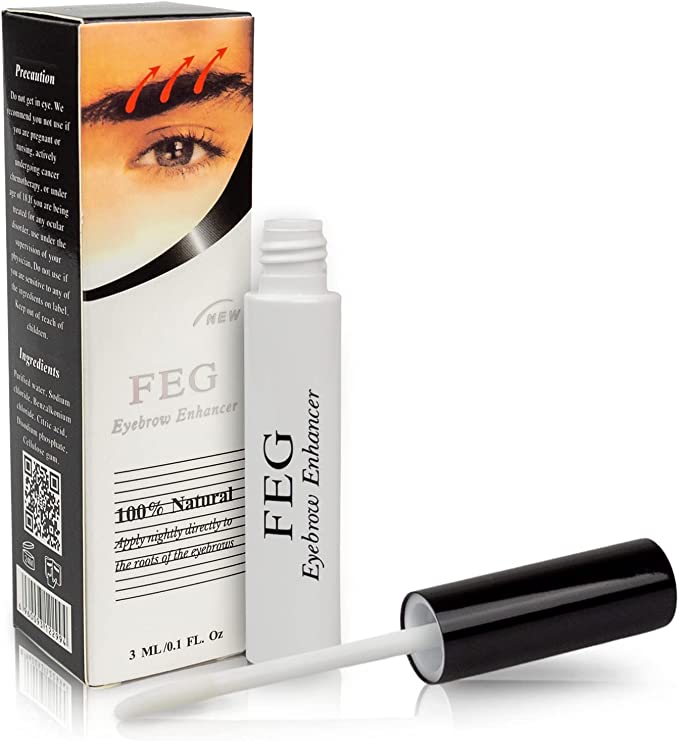 Precaution
Do not get in eye. We
recommend you not use if
you are pregnant or
nursing, actively
undergoing cancer
chemotherapy, or under
age of 18.If you are being
treated for any ocular
disorder, use under the
supervision of your
physician. Do not use if
you are sensitive to any of
the ingredients on label.
Keep out of reach of
children.
Ingredients
Purified water, Sodium
chloride, Benzalkonium
chloride, Citric acid,
Disodium phosphate,
Cellulose gum.
NEW
FEG
Eyebrow Enhancer
100% Natural
Apply nightly directly to
the roots of the eyebrows
3 ML/0.1 FL. Oz
FEG
Eyebrow Enhancer